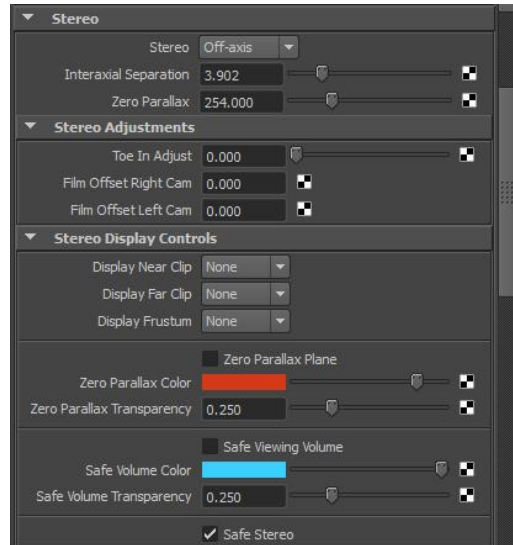 Stereo
Stereo Off-axis
Interaxial Separation 3.902
Zero Parallax 254.000
Stereo Adjustments
Toe In Adjust 0.000
Film Offset Right Cam 0.000
Film Offset Left Cam 0.000
Stereo Display Controls
Display Near Clip None
Display Far Clip None
Display Frustum None
Zero Parallax Plane
Zero Parallax Color
Zero Parallax Transparency 0.250
Safe Viewing Volume
Safe Volume Color
Safe Volume Transparency 0.250
Safe Stereo